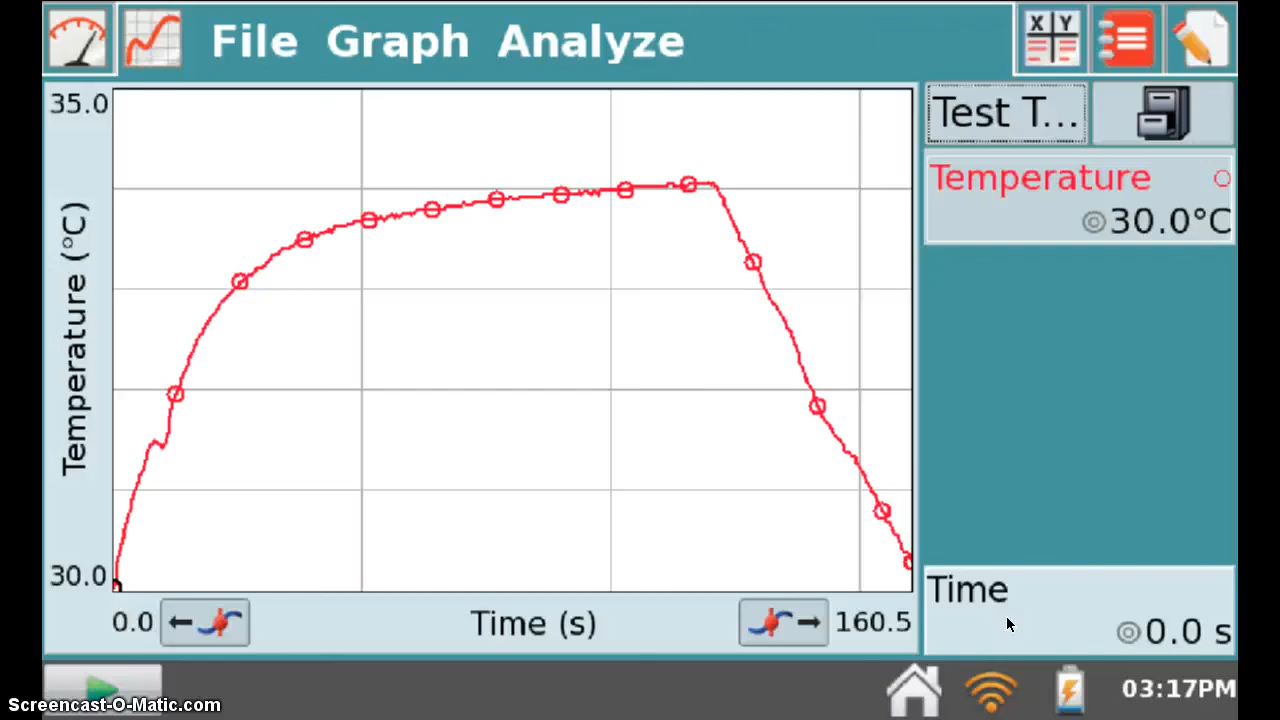 File Graph Analyze
X Y
Test T...
35.0
Temperature
30.0°C
Temperature (°C)
30.0
0.0
Time (s)
160.5
Time
0.0 s
03:17PM
Screencast-O-Matic.com